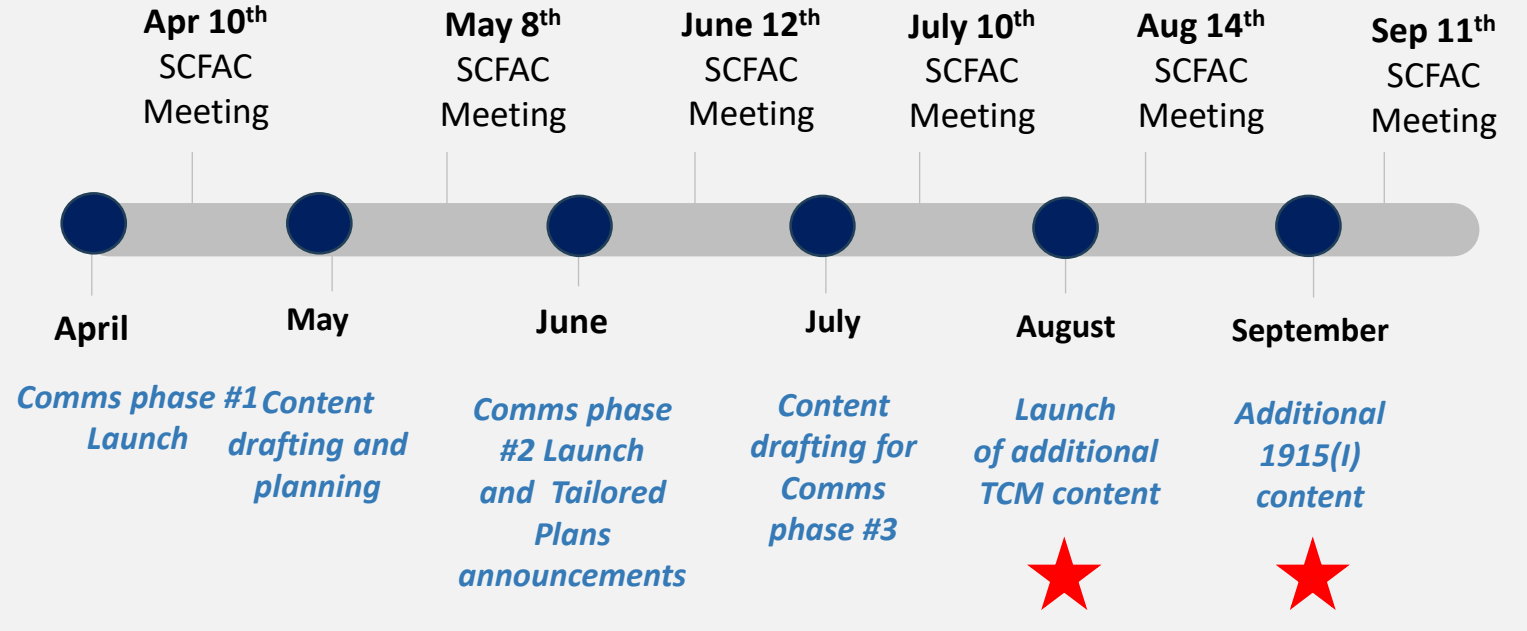 Apr 10th
SCFAC
Meeting
May 8th
SCFAC
Meeting
June 12th
SCFAC
Meeting
July 10th
SCFAC
Meeting
Aug 14th
SCFAC
Meeting
Sep 11th
SCFAC
Meeting
April
May
June
July
August
September
Comms phase #1
Launch
Content
drafting and
planning
Comms phase
#2 Launch
and Tailored
Plans
announcements
Content
drafting for
Comms
phase #3
Launch
of additional
TCM content
Additional
1915(I)
content